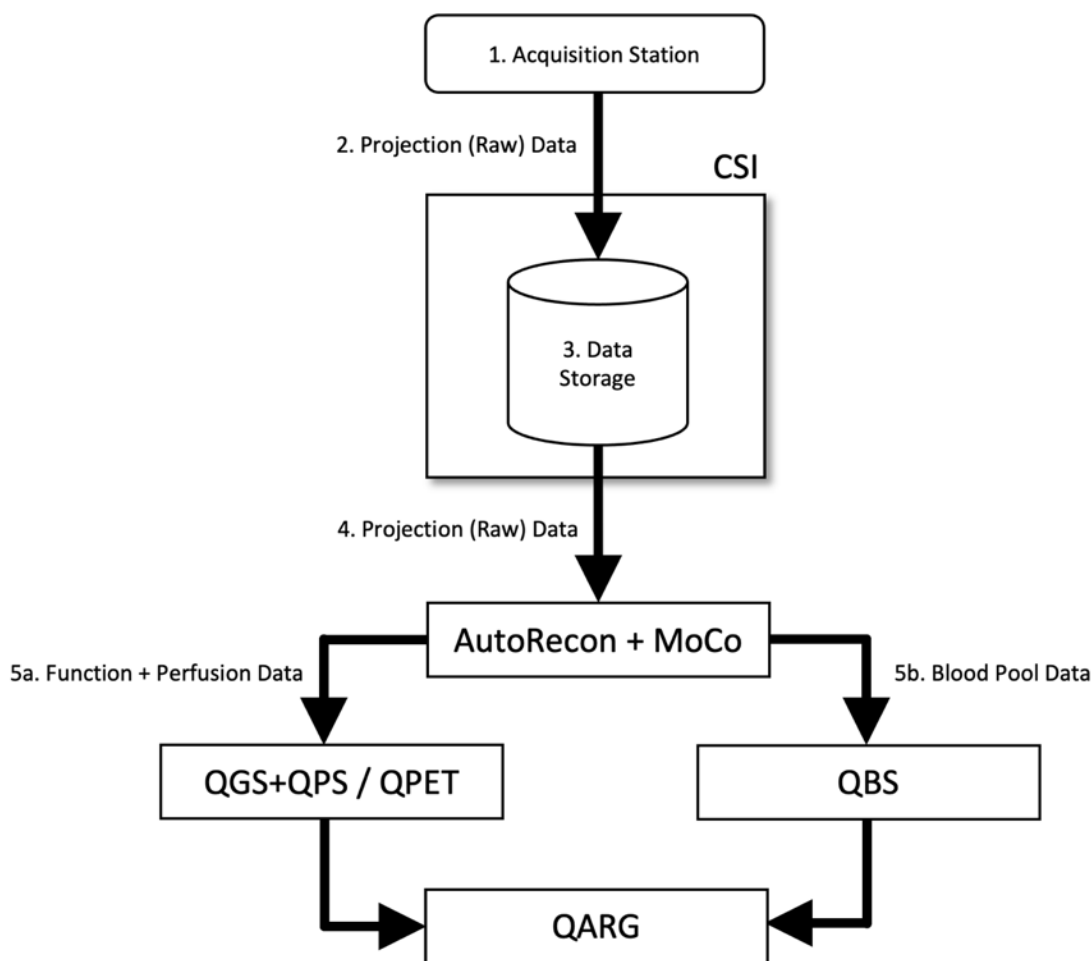 1. Acquisition Station
2. Projection (Raw) Data
CSI
3. Data
Storage
4. Projection (Raw) Data
AutoRecon + MoCo
5a. Function + Perfusion Data
5b. Blood Pool Data
QGS+QPS / QPET
QBS
QARG